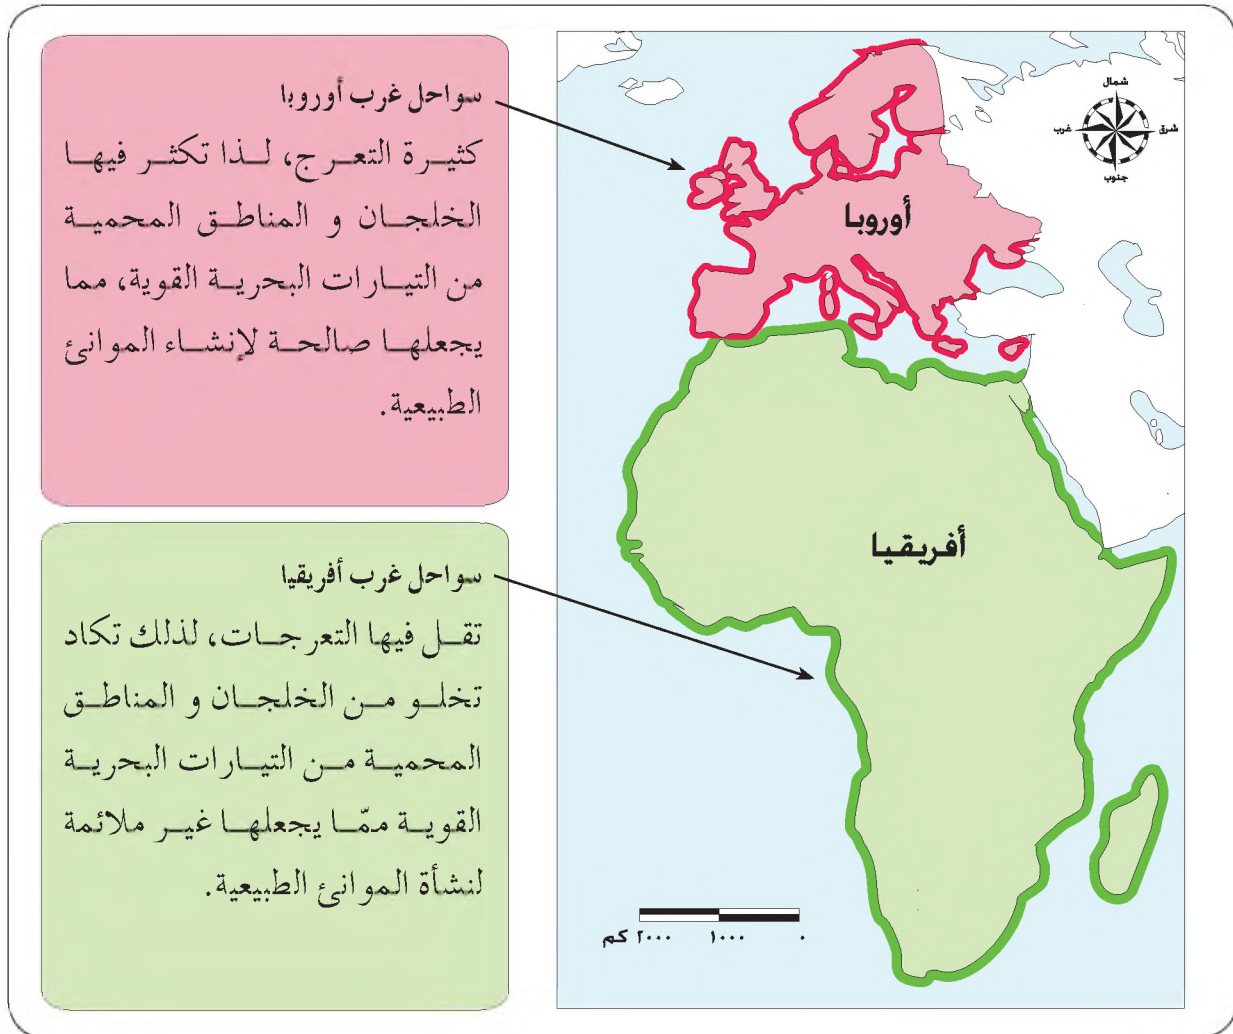 سواحل غرب أوروبا
كثيرة التعرج، لذا تكثر فيها
الخلجان و المناطق المحمية
من التيارات البحرية القوية، مما
يجعلها صالحة لإنشاء الموانئ
الطبيعية.
سواحل غرب أفريقيا
تقل فيها التعرجات، لذلك تكاد
تخلو من الخلجان و المناطق
المحمية من التيارات البحرية
القوية ممّا يجعلها غير ملائمة
لنشأة الموانئ الطبيعية.
شمال
شرق
غرب
جنوب
أوروبا
أفريقيا
٠ ١٠٠٠ ٢٠٠٠ كم